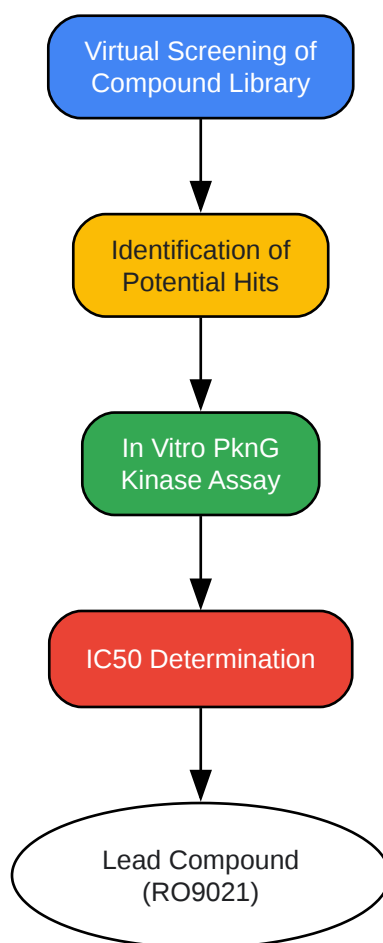 Virtual Screening of
Compound Library
Identification of
Potential Hits
In Vitro PknG
Kinase Assay
IC50 Determination
Lead Compound
(RO9021)